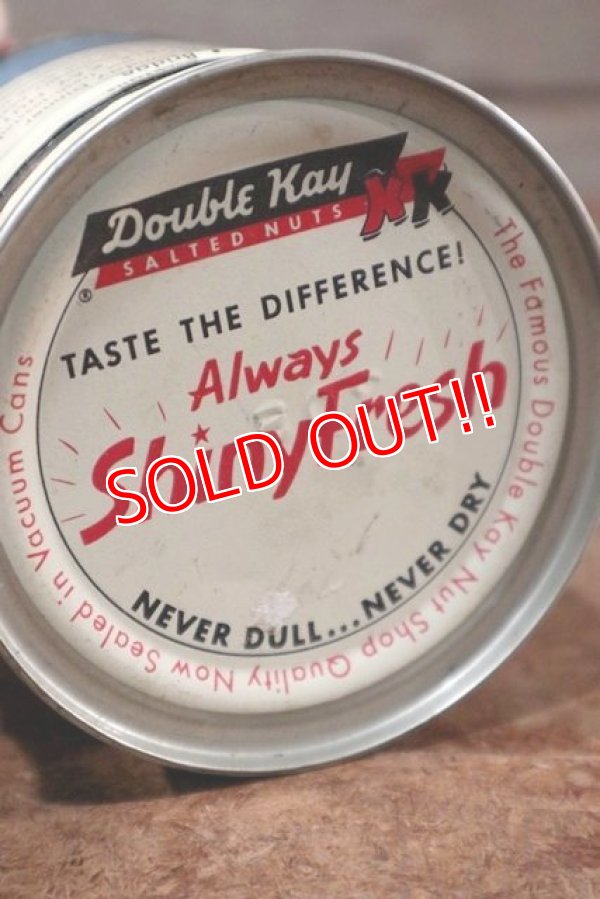 Double Kay
KK
SALTED NUTS
®
TASTE THE DIFFERENCE!
Always
Shiny Fresh
SOLD OUT!!
NEVER DULL...NEVER DRY
The Famous Double Kay Nut Shop Quality Now Sealed in Vacuum Cans